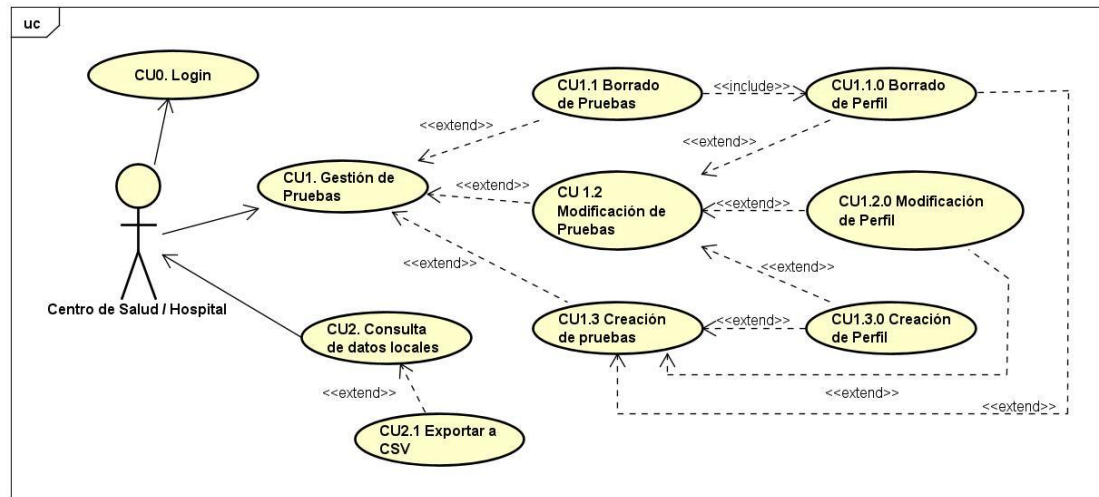 uc
CU0. Login
CU1.1 Borrado
de Pruebas
<<include>>
CU1.1.0 Borrado
de Perfil
<<extend>>
<<extend>>
CU1. Gestión de
Pruebas
<<extend>>
CU 1.2
Modificación de
Pruebas
<<extend>>
CU1.2.0 Modificación
de Perfil
<<extend>>
<<extend>>
Centro de Salud / Hospital
CU2. Consulta
de datos locales
CU1.3 Creación
de pruebas
<<extend>>
CU1.3.0 Creación
de Perfil
<<extend>>
<<extend>>
<<extend>>
CU2.1 Exportar a
CSV